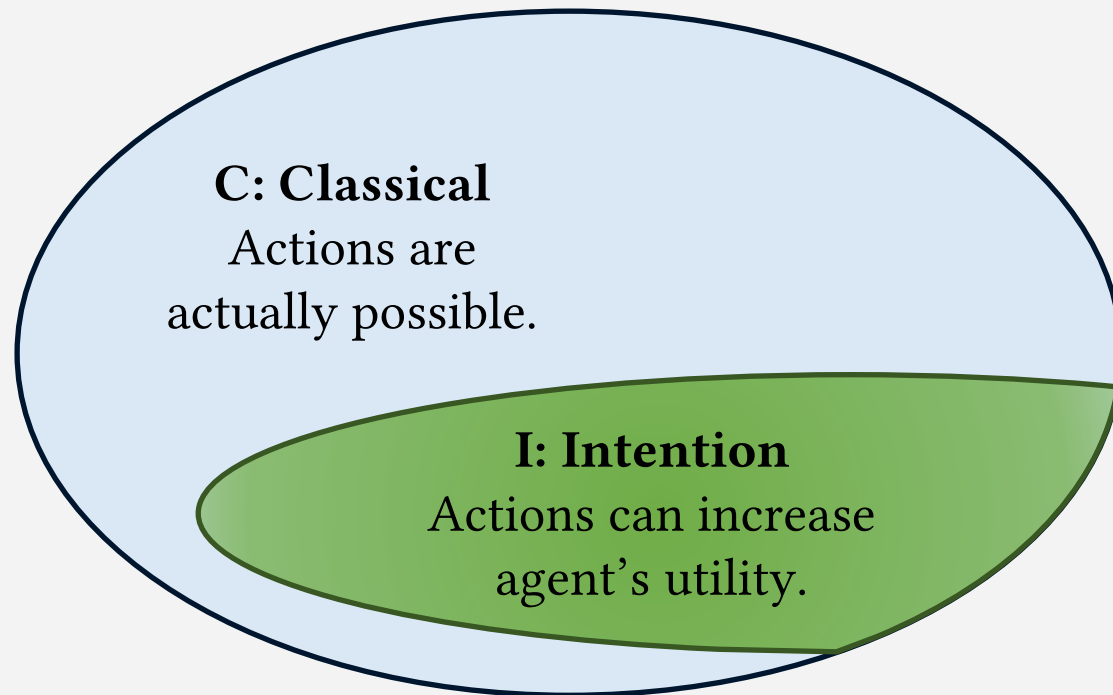 C: Classical
Actions are
actually possible.
I: Intention
Actions can increase
agent’s utility.